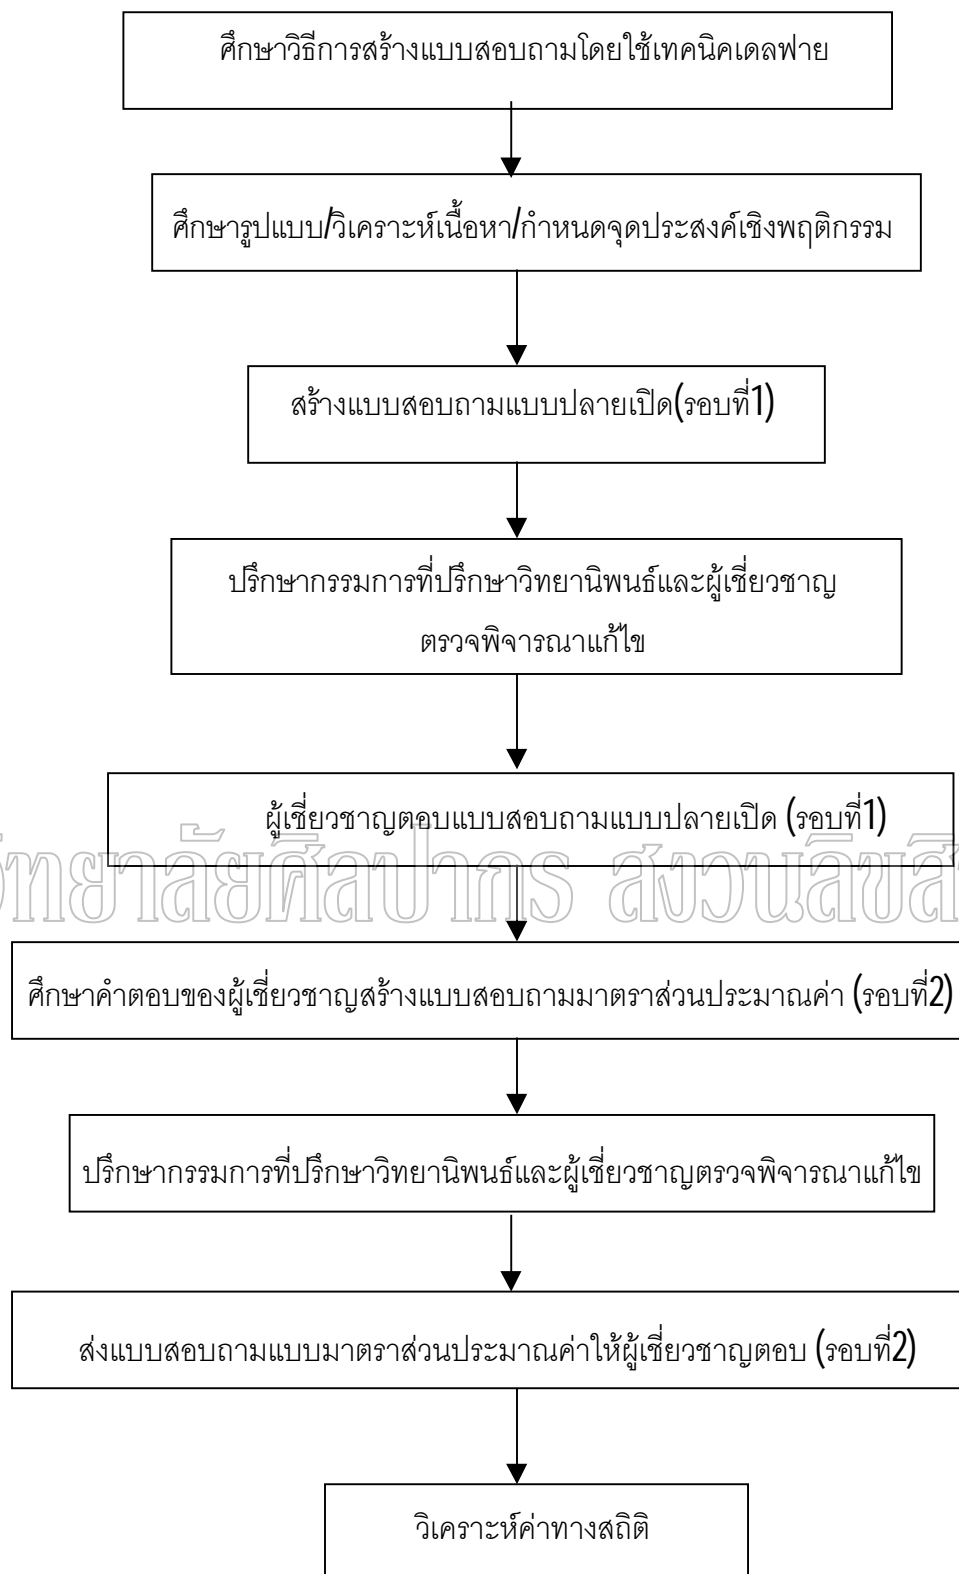 ศึกษาวิธีการสร้างแบบสอบถามโดยใช้เทคนิคเดลฟาย
ศึกษารูปแบบ/วิเคราะห์เนื้อหา/กำหนดจุดประสงค์เชิงพฤติกรรม
สร้างแบบสอบถามแบบปลายเปิด(รอบที่1)
ปรึกษากรรมการที่ปรึกษาวิทยานิพนธ์และผู้เชี่ยวชาญ
ตรวจพิจารณาแก้ไข
ผู้เชี่ยวชาญตอบแบบสอบถามแบบปลายเปิด (รอบที่1)
วิทยาลัยศิลปากร สงวนลิขสิ
ศึกษาคำตอบของผู้เชี่ยวชาญสร้างแบบสอบถามมาตราส่วนประมาณค่า (รอบที่2)
ปรึกษากรรมการที่ปรึกษาวิทยานิพนธ์และผู้เชี่ยวชาญตรวจพิจารณาแก้ไข
ส่งแบบสอบถามแบบมาตราส่วนประมาณค่าให้ผู้เชี่ยวชาญตอบ (รอบที่2)
วิเคราะห์ค่าทางสถิติ